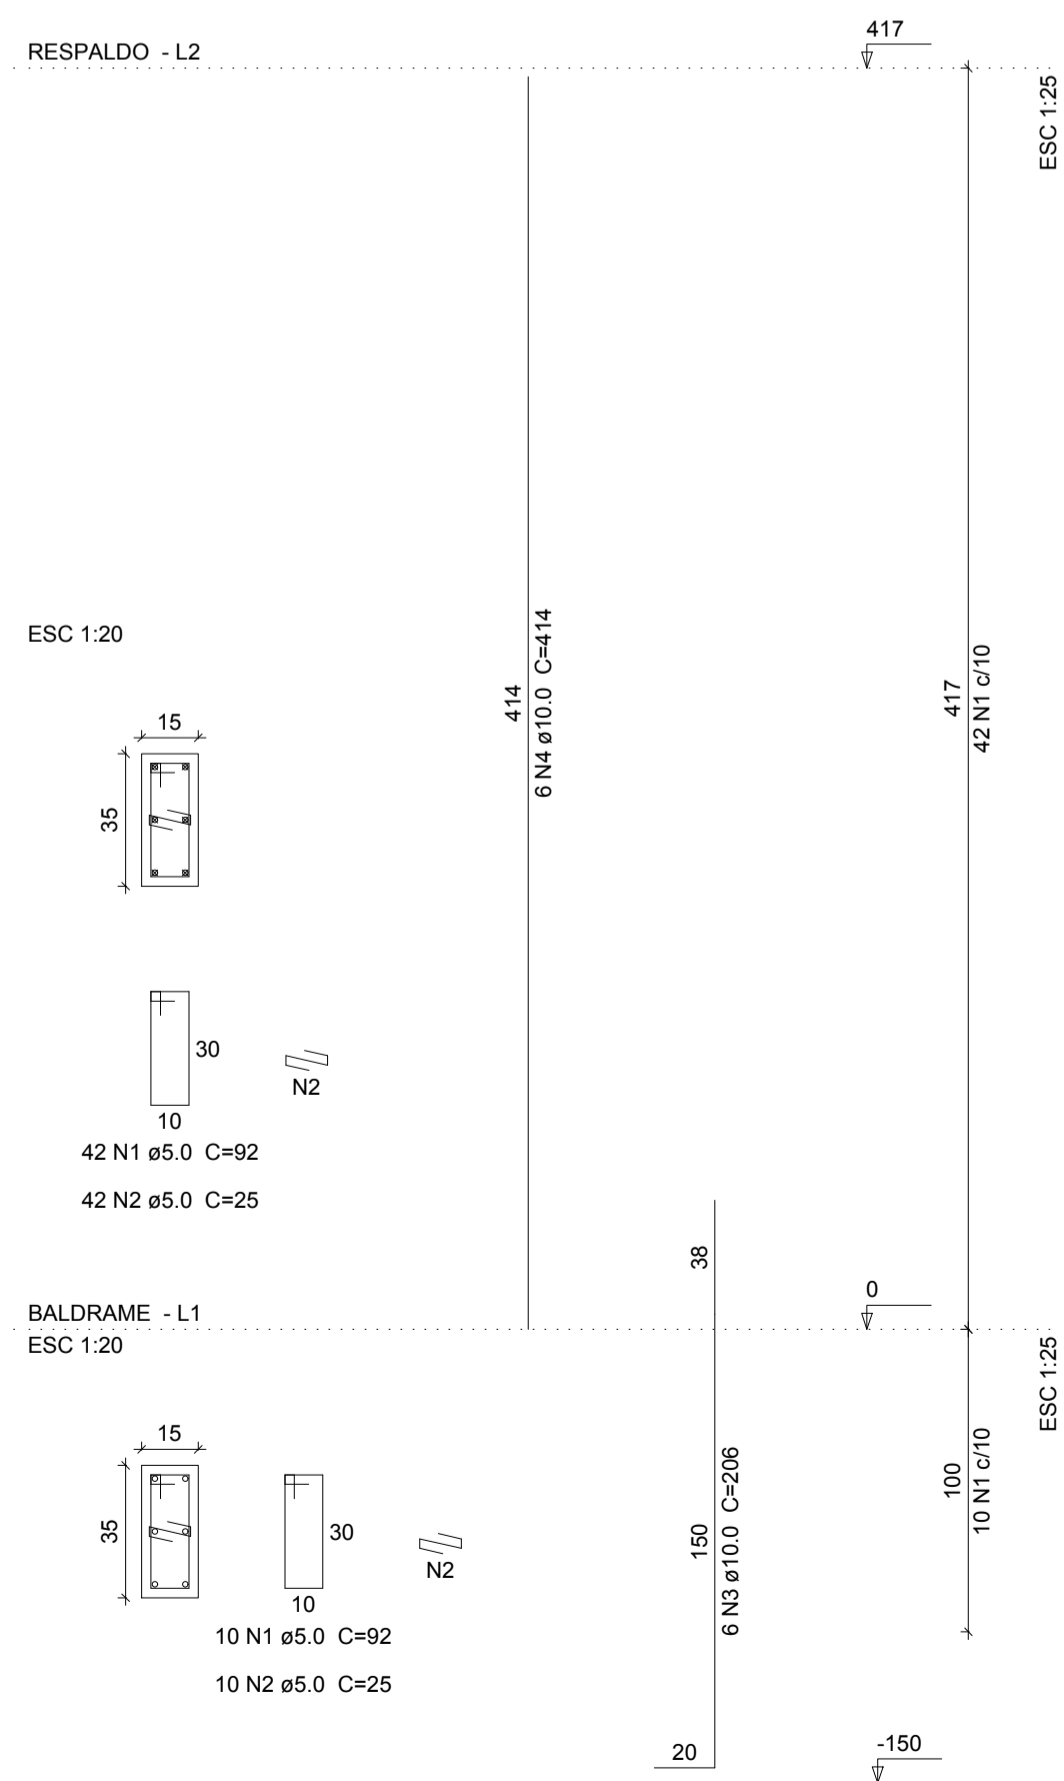 417
RESPALDO - L2
ESC 1:25
414
6 N4 ø10.0 C=414
417
42 N1 c/10
ESC 1:20
15
35
30
10
N2
42 N1 ø5.0 C=92
42 N2 ø5.0 C=25
38
0
BALDRAME - L1
ESC 1:20
ESC 1:25
15
35
30
10
N2
10 N1 ø5.0 C=92
10 N2 ø5.0 C=25
150
6 N3 ø10.0 C=206
100
10 N1 c/10
20
-150